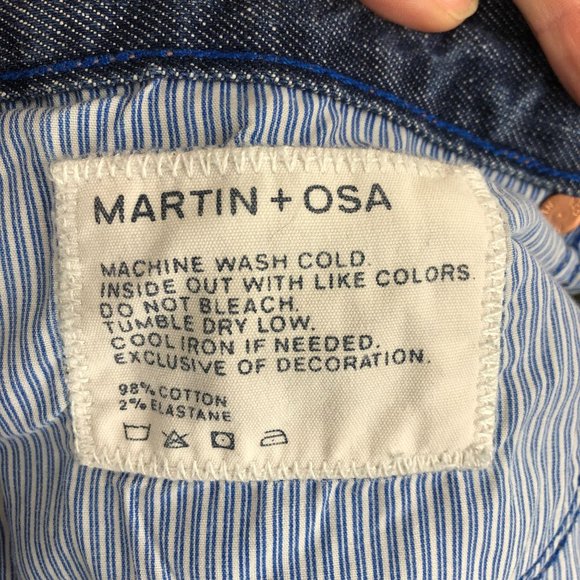 MARTIN + OSA
MACHINE WASH COLD.
INSIDE OUT WITH LIKE COLORS.
DO NOT BLEACH.
TUMBLE DRY LOW.
COOL IRON IF NEEDED.
EXCLUSIVE OF DECORATION.
98% COTTON
2% ELASTANE